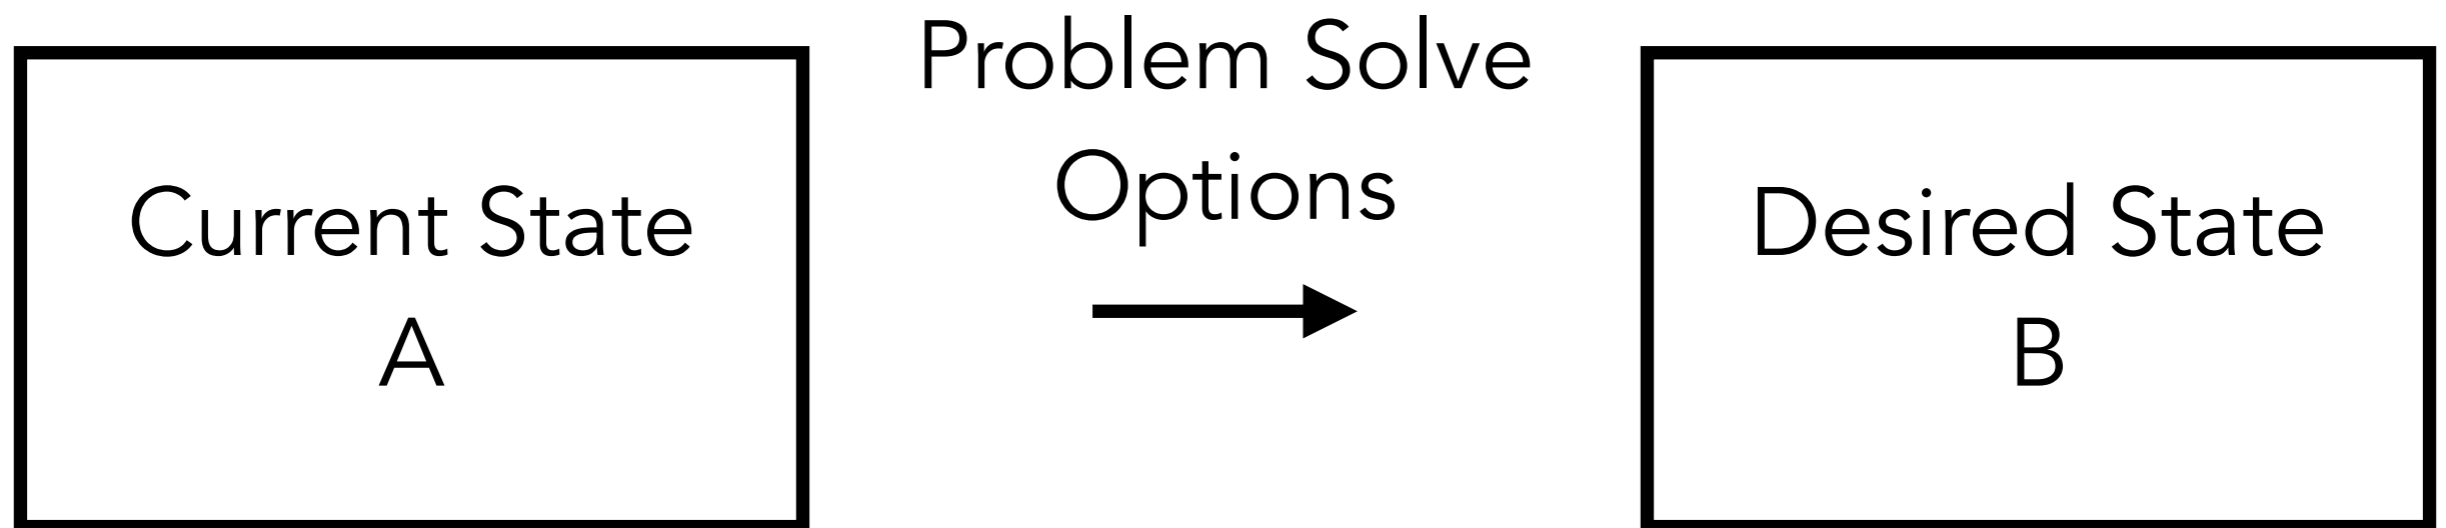 Current State
A
Problem Solve
Options
Desired State
B